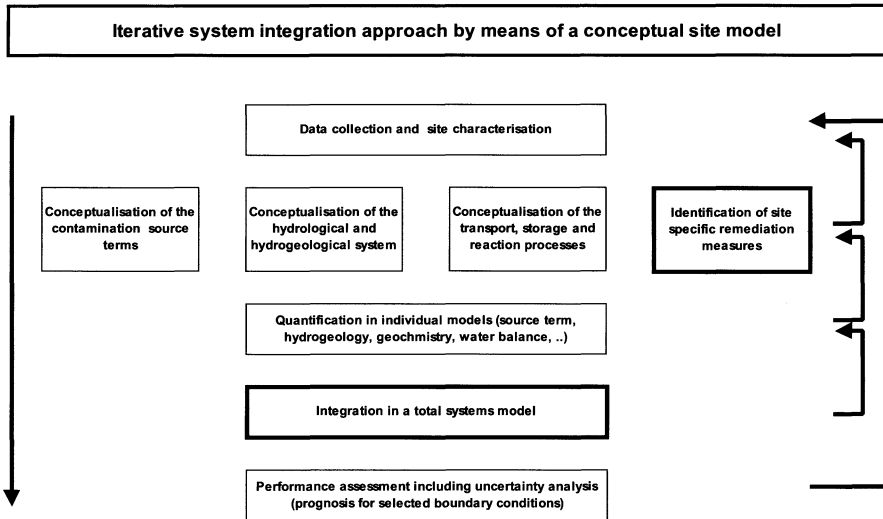 Iterative system integration approach by means of a conceptual site model
Data collection and site characterisation
Conceptualisation of the
contamination source
terms
Conceptualisation of the
hydrological and
hydrogeological system
Conceptualisation of the
transport, storage and
reaction processes
Identification of site
specific remediation
measures
Quantification in individual models (source term,
hydrogeology, geochmistry, water balance, ..)
Integration in a total systems model
Performance assessment including uncertainty analysis
(prognosis for selected boundary conditions)